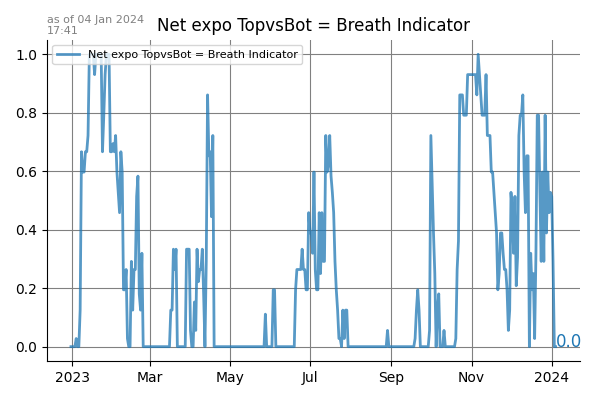 as of 04 Jan 2024
17:41
Net expo TopvsBot = Breath Indicator
Net expo TopvsBot = Breath Indicator
1.0
0.8
0.6
0.4
0.2
0.0
0.0
2023 Mar May Jul Sep Nov 2024